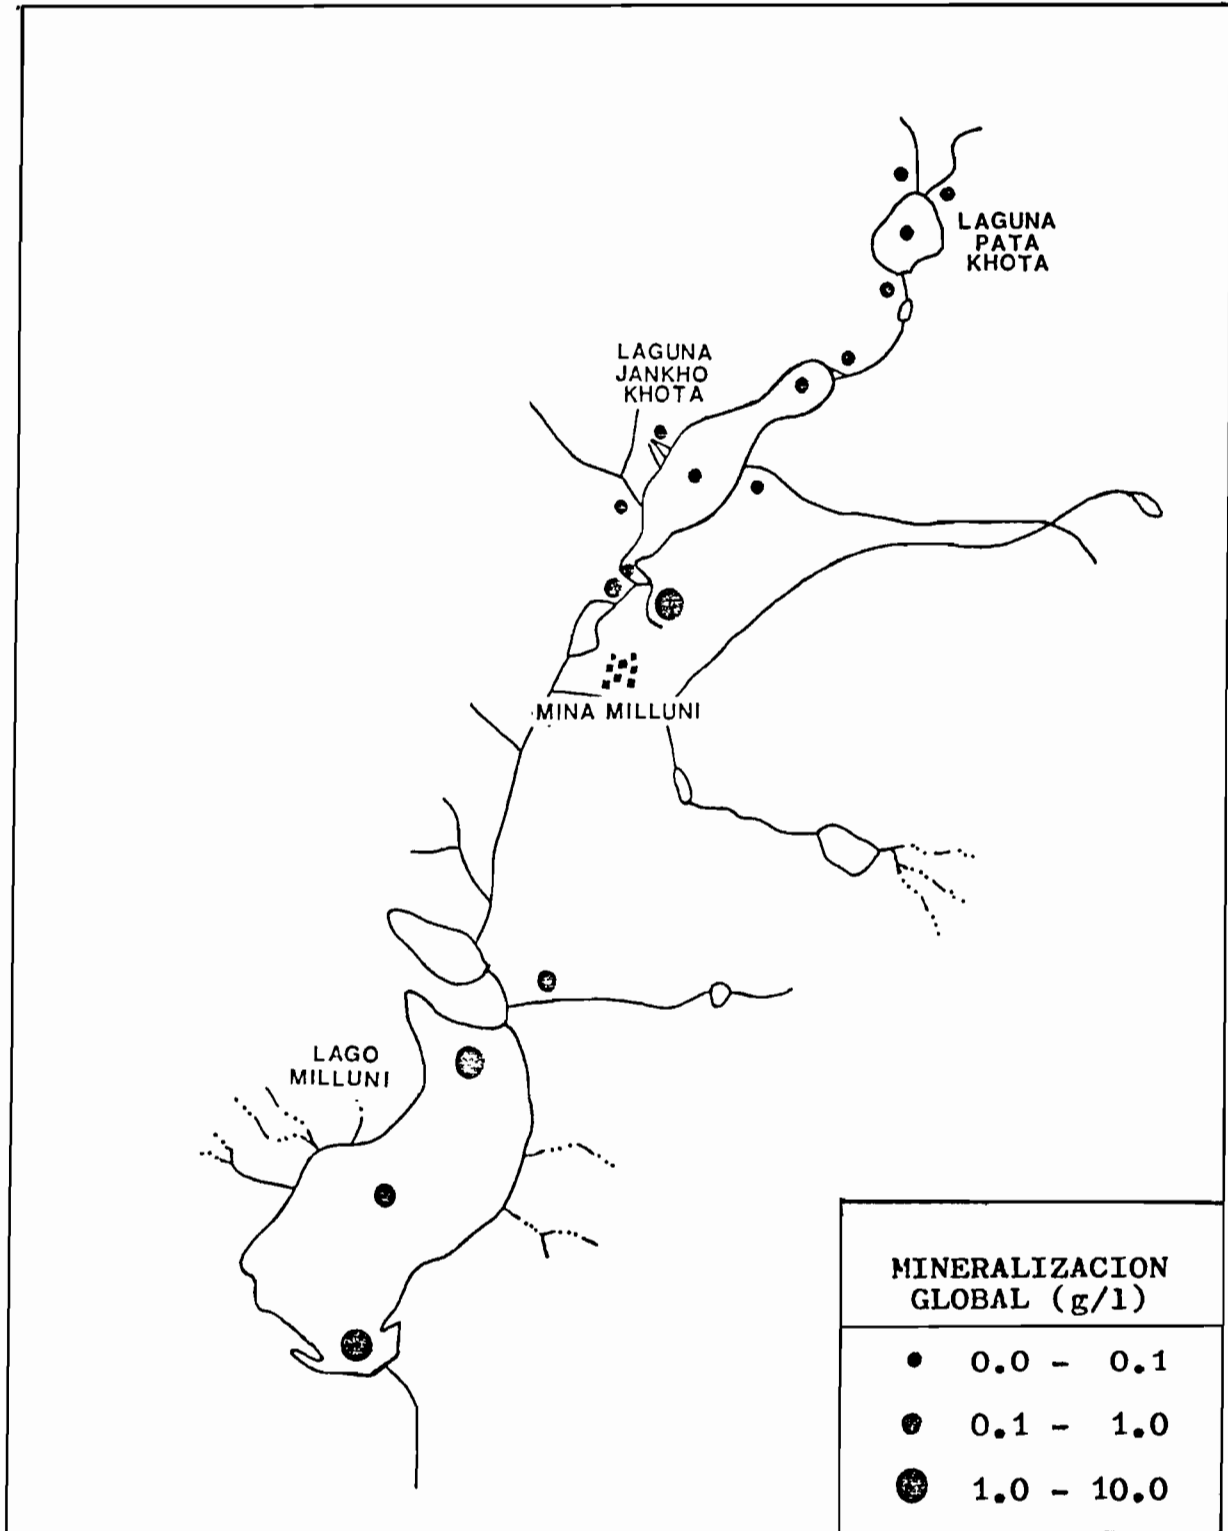 LAGUNA
PATA
KHOTA
LAGUNA
JANKHO
KHOTA
MINA MILLUNI
LAGO
MILLUNI
MINERALIZACION
GLOBAL (g/l)
0.0 - 0.1
0.1 - 1.0
1.0 - 10.0